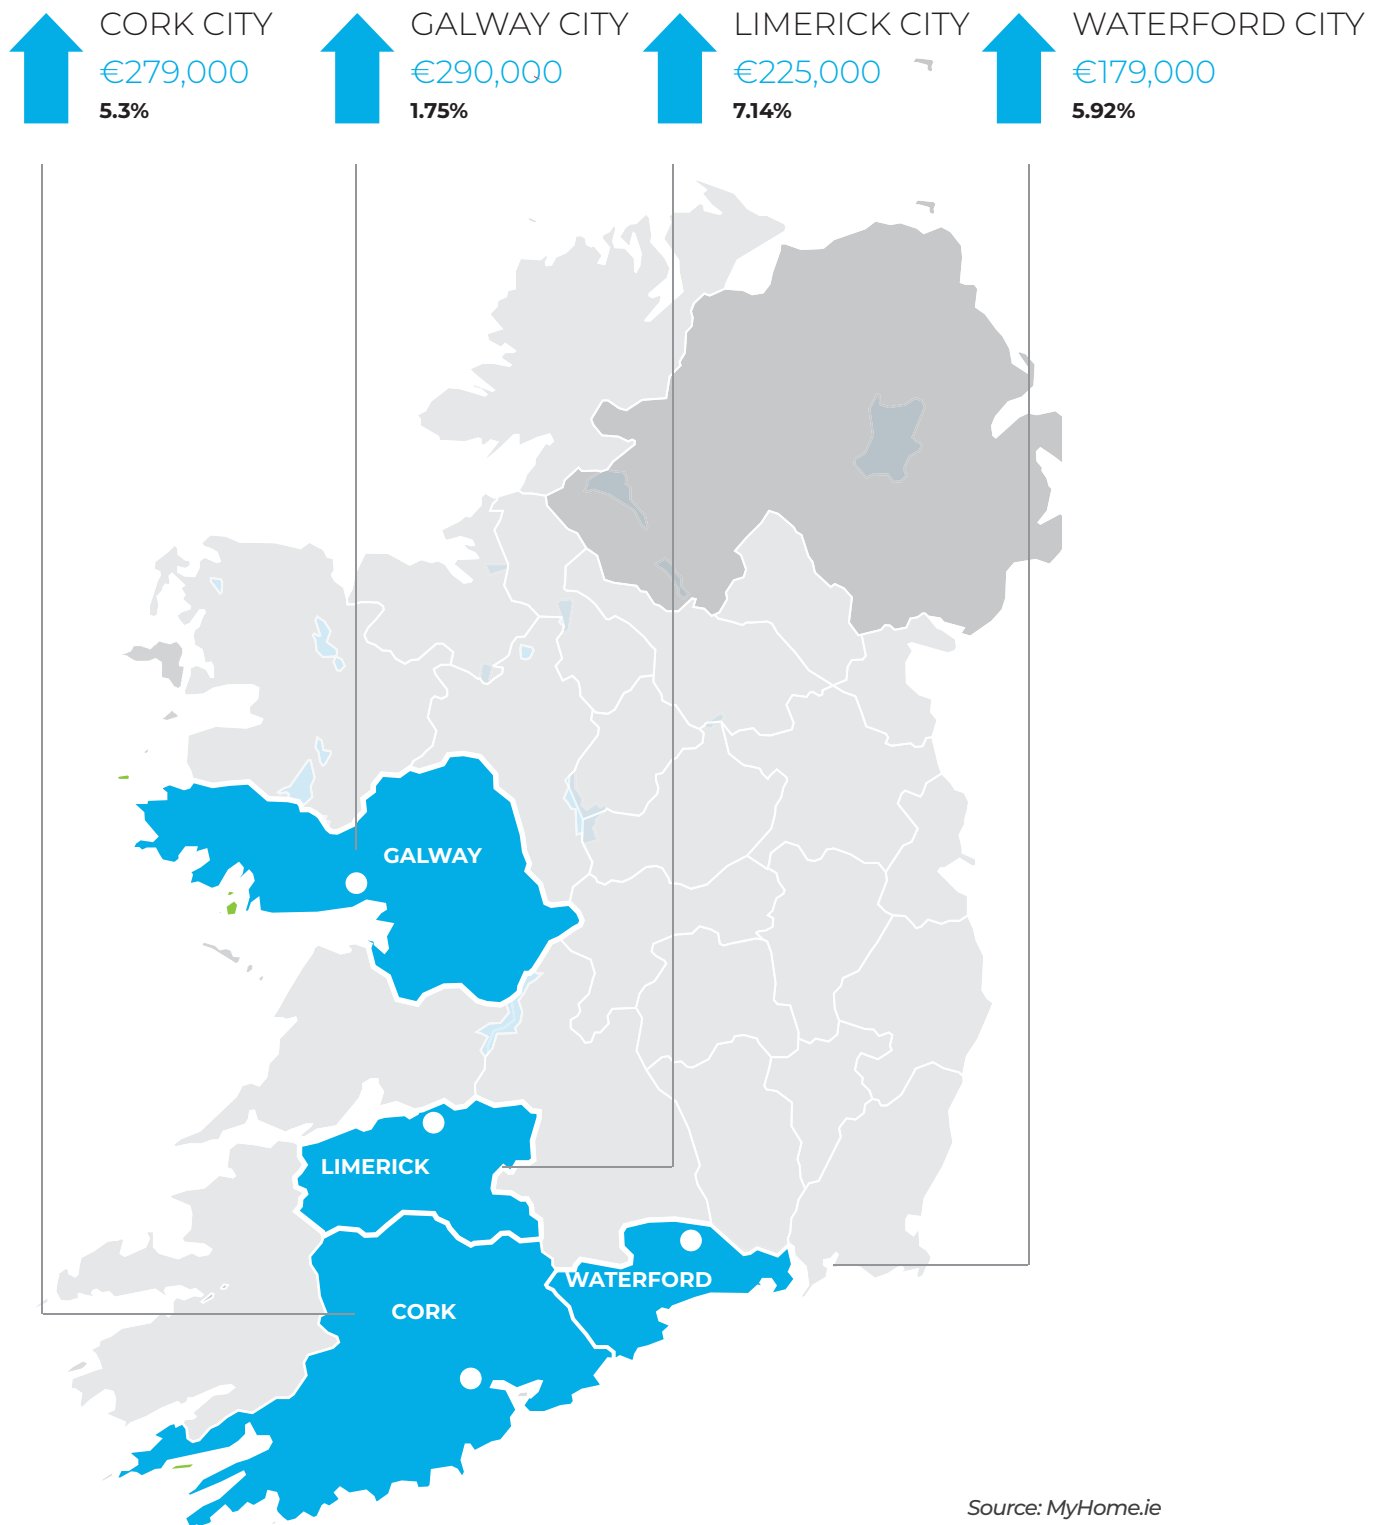 CORK CITY
€279,000
5.3%
GALWAY CITY
€290,000
1.75%
LIMERICK CITY
€225,000
7.14%
WATERFORD CITY
€179,000
5.92%
GALWAY
LIMERICK
WATERFORD
CORK
Source: MyHome.ie